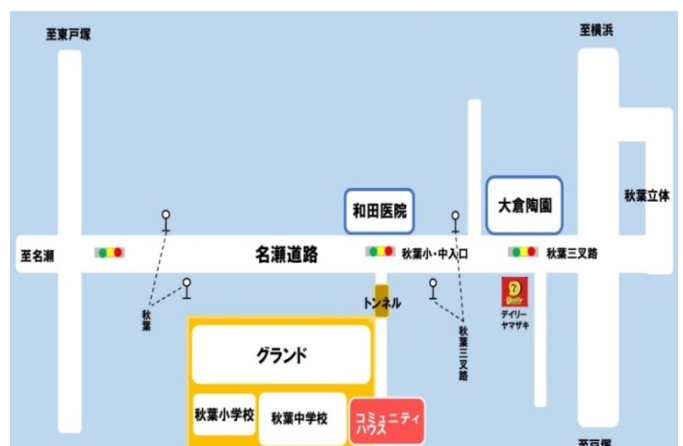 至東戸塚
至横浜
秋葉立体
和田医院
大倉陶園
至名瀬
名瀬道路
秋葉小・中入口
秋葉三叉路
トンネル
Daily
デイリー
ヤマザキ
秋葉
秋葉三叉路
グランド
秋葉小学校
秋葉中学校
コミュニティ
ハウス
至戸塚